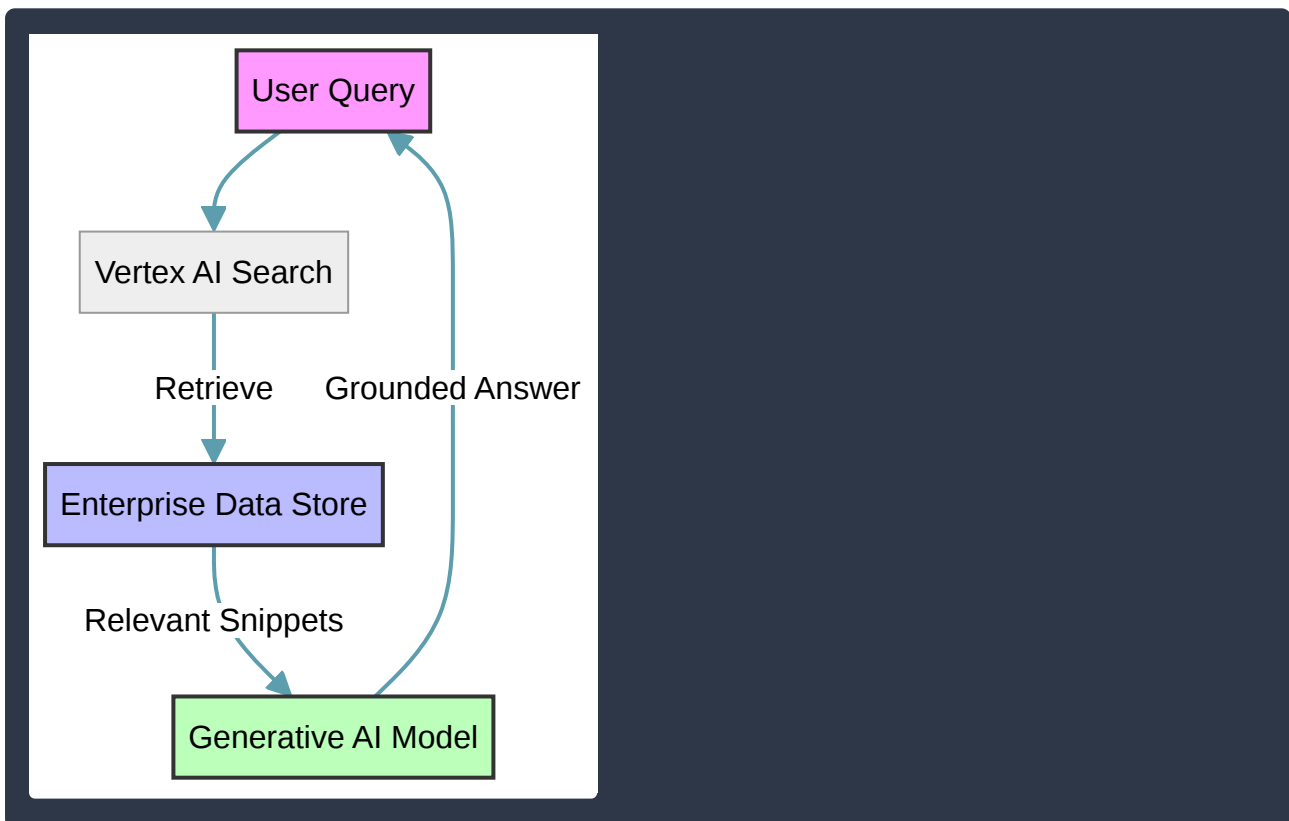 User Query
Vertex AI Search
Retrieve
Grounded Answer
Enterprise Data Store
Relevant Snippets
Generative AI Model